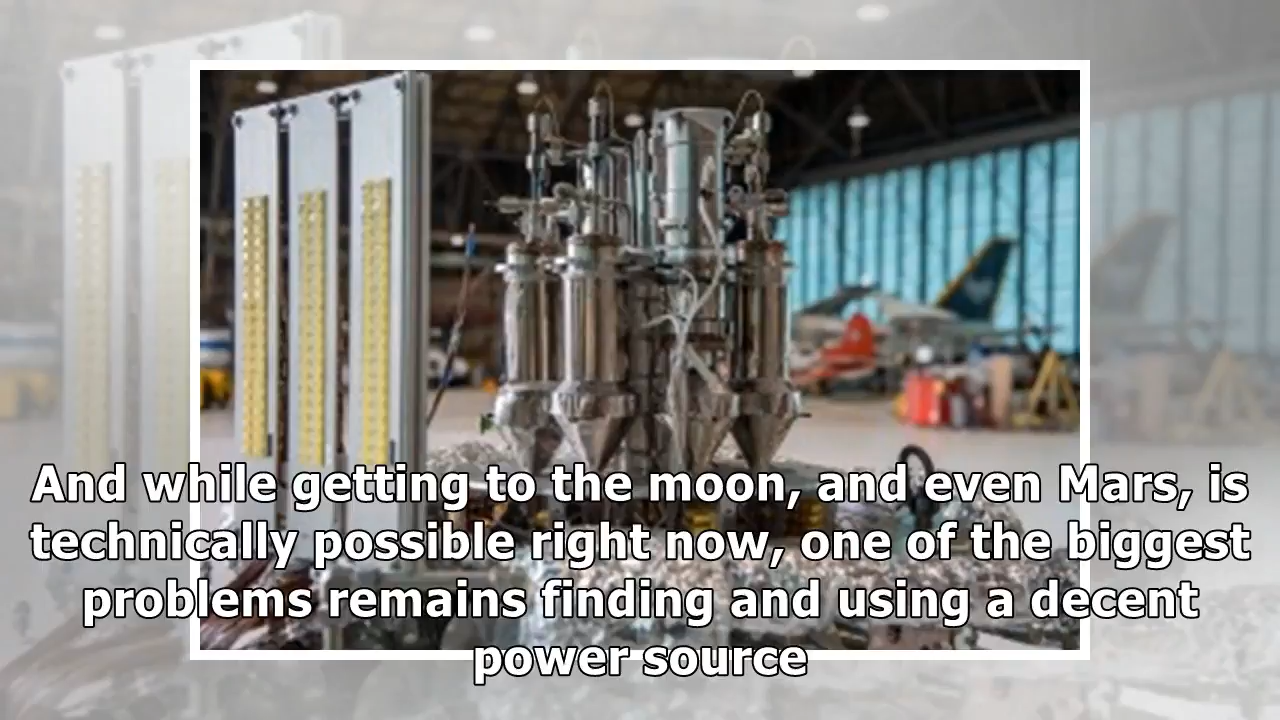 And while getting to the moon, and even Mars, is
technically possible right now, one of the biggest
problems remains finding and using a decent
power source